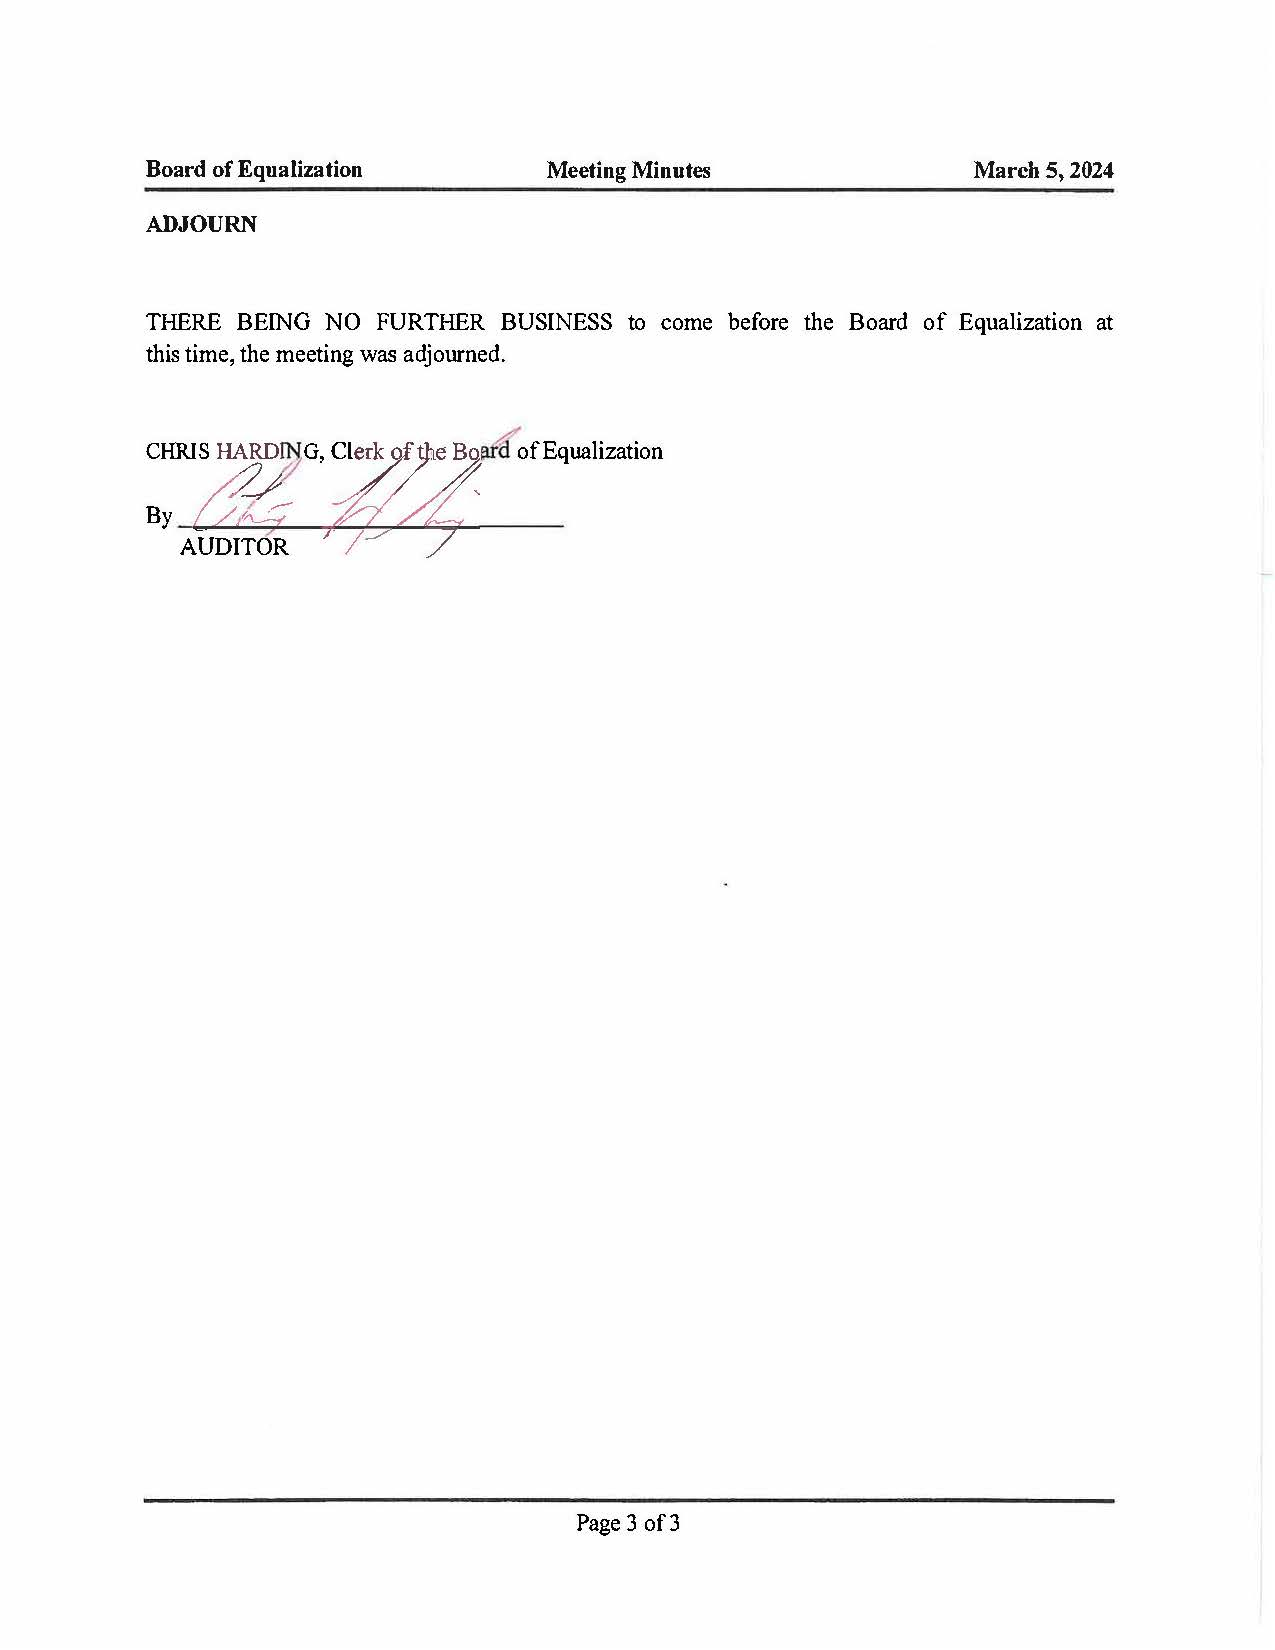 Board of Equalization Meeting Minutes March 5, 2024
ADJOURN
THERE BEING NO FURTHER BUSINESS to come before the Board of Equalization at
this time, the meeting was adjourned.
CHRIS HARDING, Clerk of the Board of Equalization
By
AUDITOR
Page 3 of 3